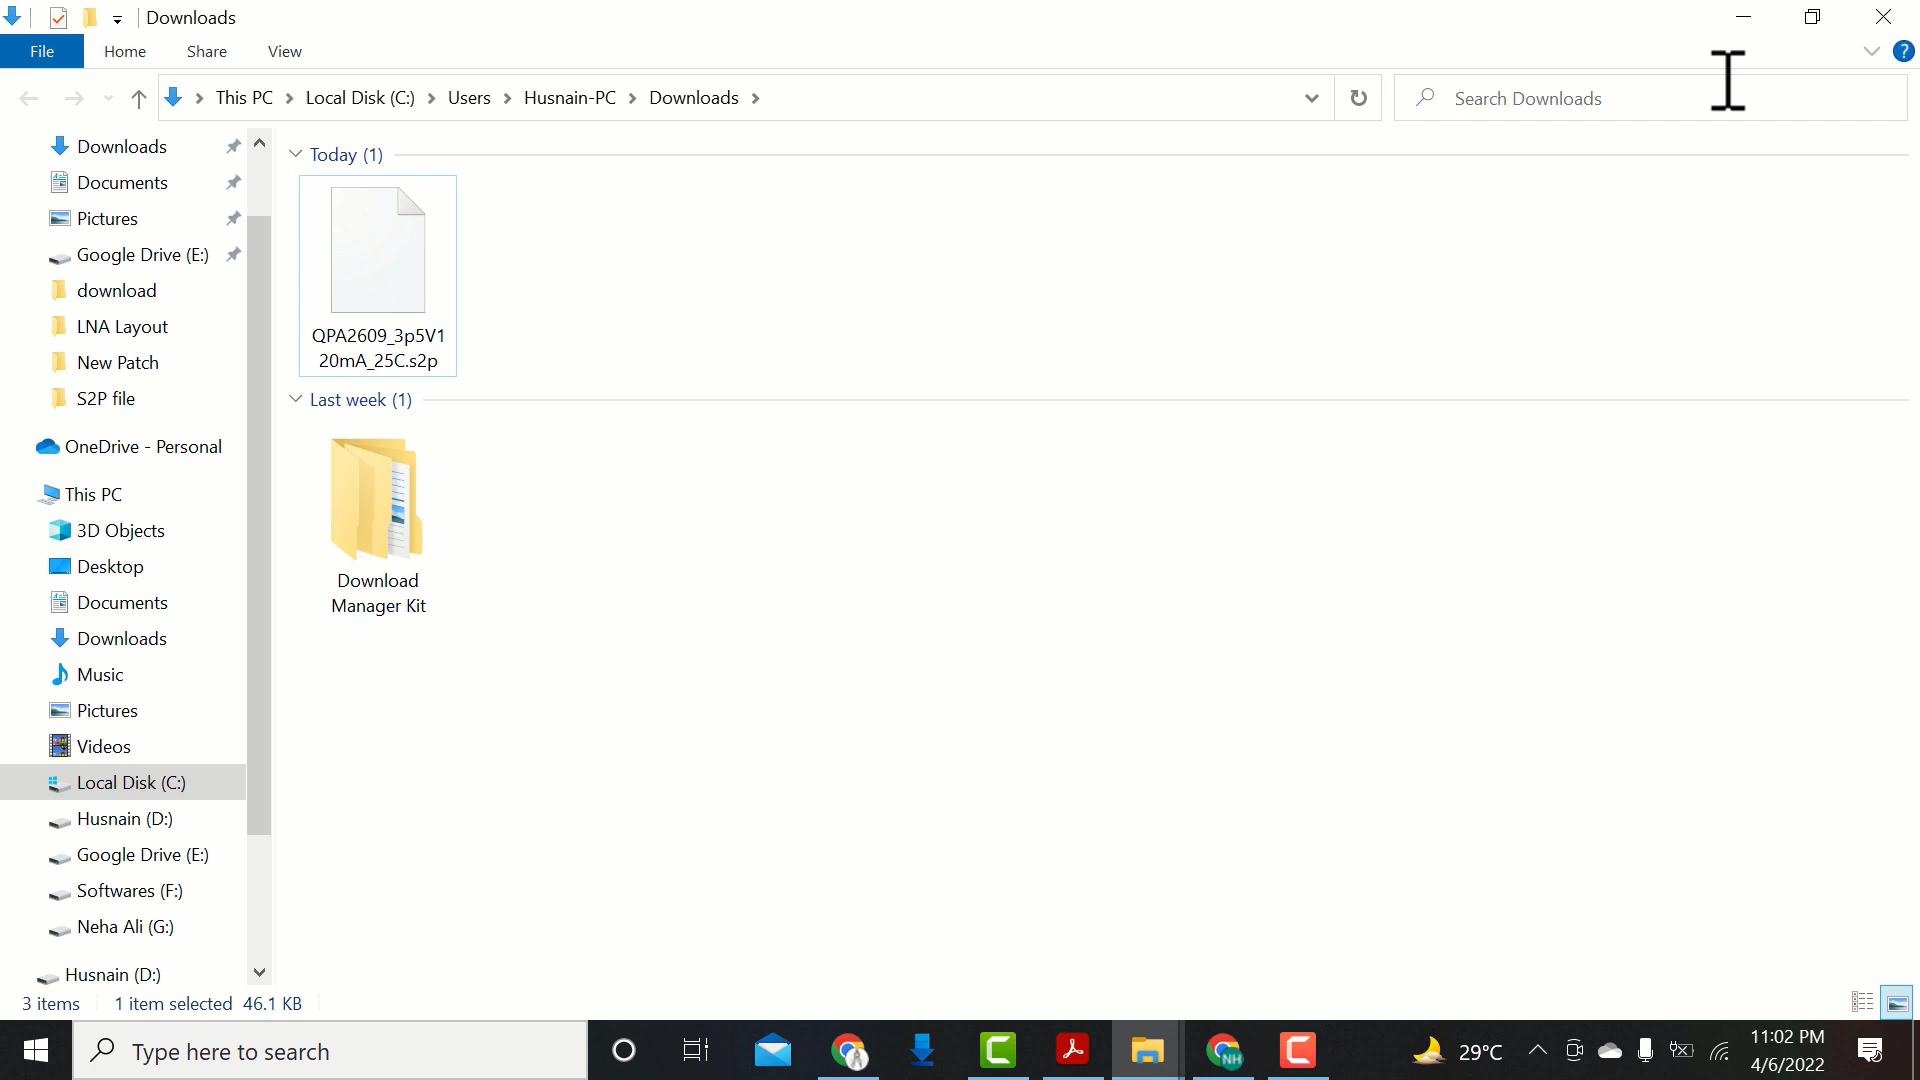 Downloads
File Home Share View
This PC Local Disk (C:) Users Husnain-PC Downloads
Search Downloads
Downloads
Documents
Pictures
Google Drive (E:)
download
LNA Layout
New Patch
S2P file
OneDrive - Personal
This PC
3D Objects
Desktop
Documents
Downloads
Music
Pictures
Videos
Local Disk (C:)
Husnain (D:)
Google Drive (E:)
Softwares (F:)
Neha Ali (G:)
Husnain (D:)
Today (1)
QPA2609_3p5V1
20mA_25C.s2p
Last week (1)
Download
Manager Kit
3 items 1 item selected 46.1 KB
Type here to search
NH
29°C
11:02 PM
4/6/2022